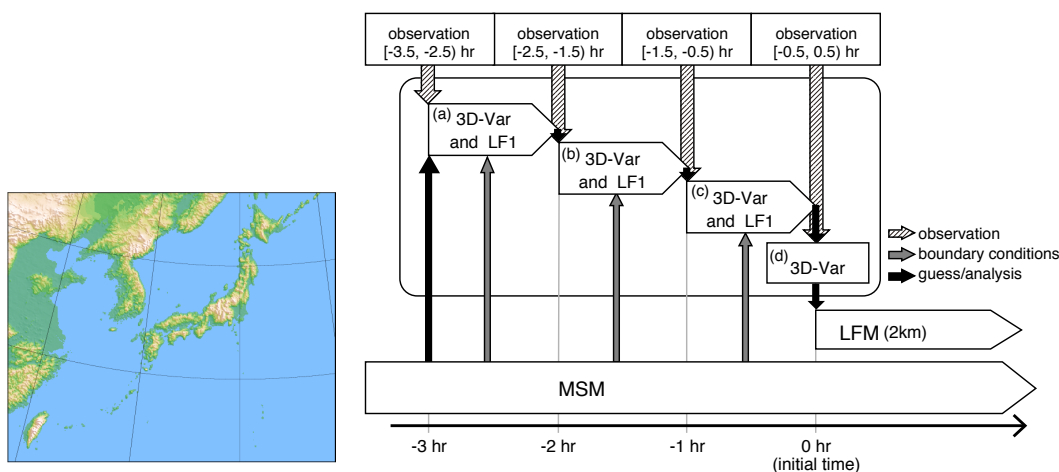 observation
[-3.5, -2.5) hr
observation
[-2.5, -1.5) hr
observation
[-1.5, -0.5) hr
observation
[-0.5, 0.5) hr
(a) 3D-Var
and LF1
(b) 3D-Var
and LF1
(c) 3D-Var
and LF1
(d) 3D-Var
observation
boundary conditions
guess/analysis
LFM (2km)
MSM
-3 hr
-2 hr
-1 hr
0 hr
(initial time)